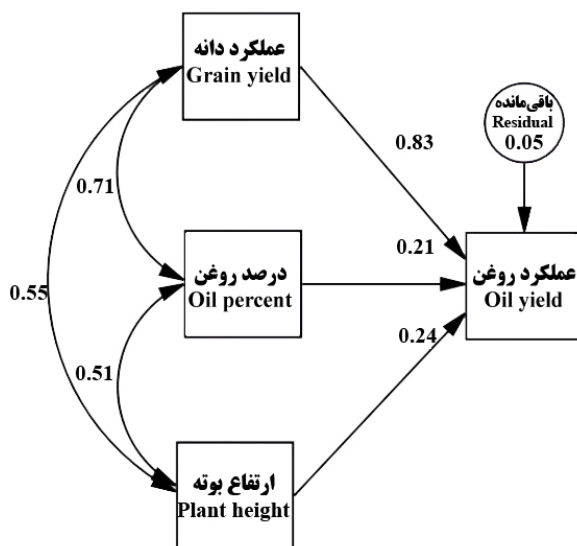 عملکرد دانه
Grain yield
باقی‌مانده
Residual
0.05
0.83
0.71
درصد روغن
Oil percent
0.21
عملکرد روغن
Oil yield
0.55
0.24
0.51
ارتفاع بوته
Plant height